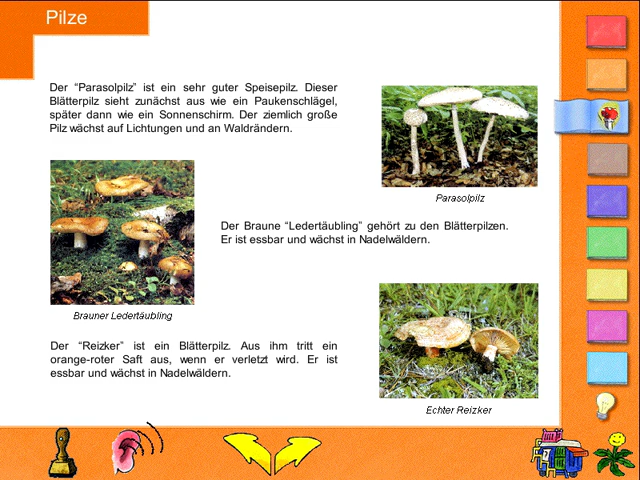 Pilze
Der “Parasolpilz” ist ein sehr guter Speisepilz. Dieser
Blätterpilz sieht zunächst aus wie ein Paukenschlägel,
später dann wie ein Sonnenschirm. Der ziemlich große
Pilz wächst auf Lichtungen und an Waldrändern.
Parasolpilz
Der Braune “Ledertäubling” gehört zu den Blätterpilzen.
Er ist essbar und wächst in Nadelwäldern.
Brauner Ledertäubling
Der “Reizker” ist ein Blätterpilz. Aus ihm tritt ein
orange-roter Saft aus, wenn er verletzt wird. Er ist
essbar und wächst in Nadelwäldern.
Echter Reizker